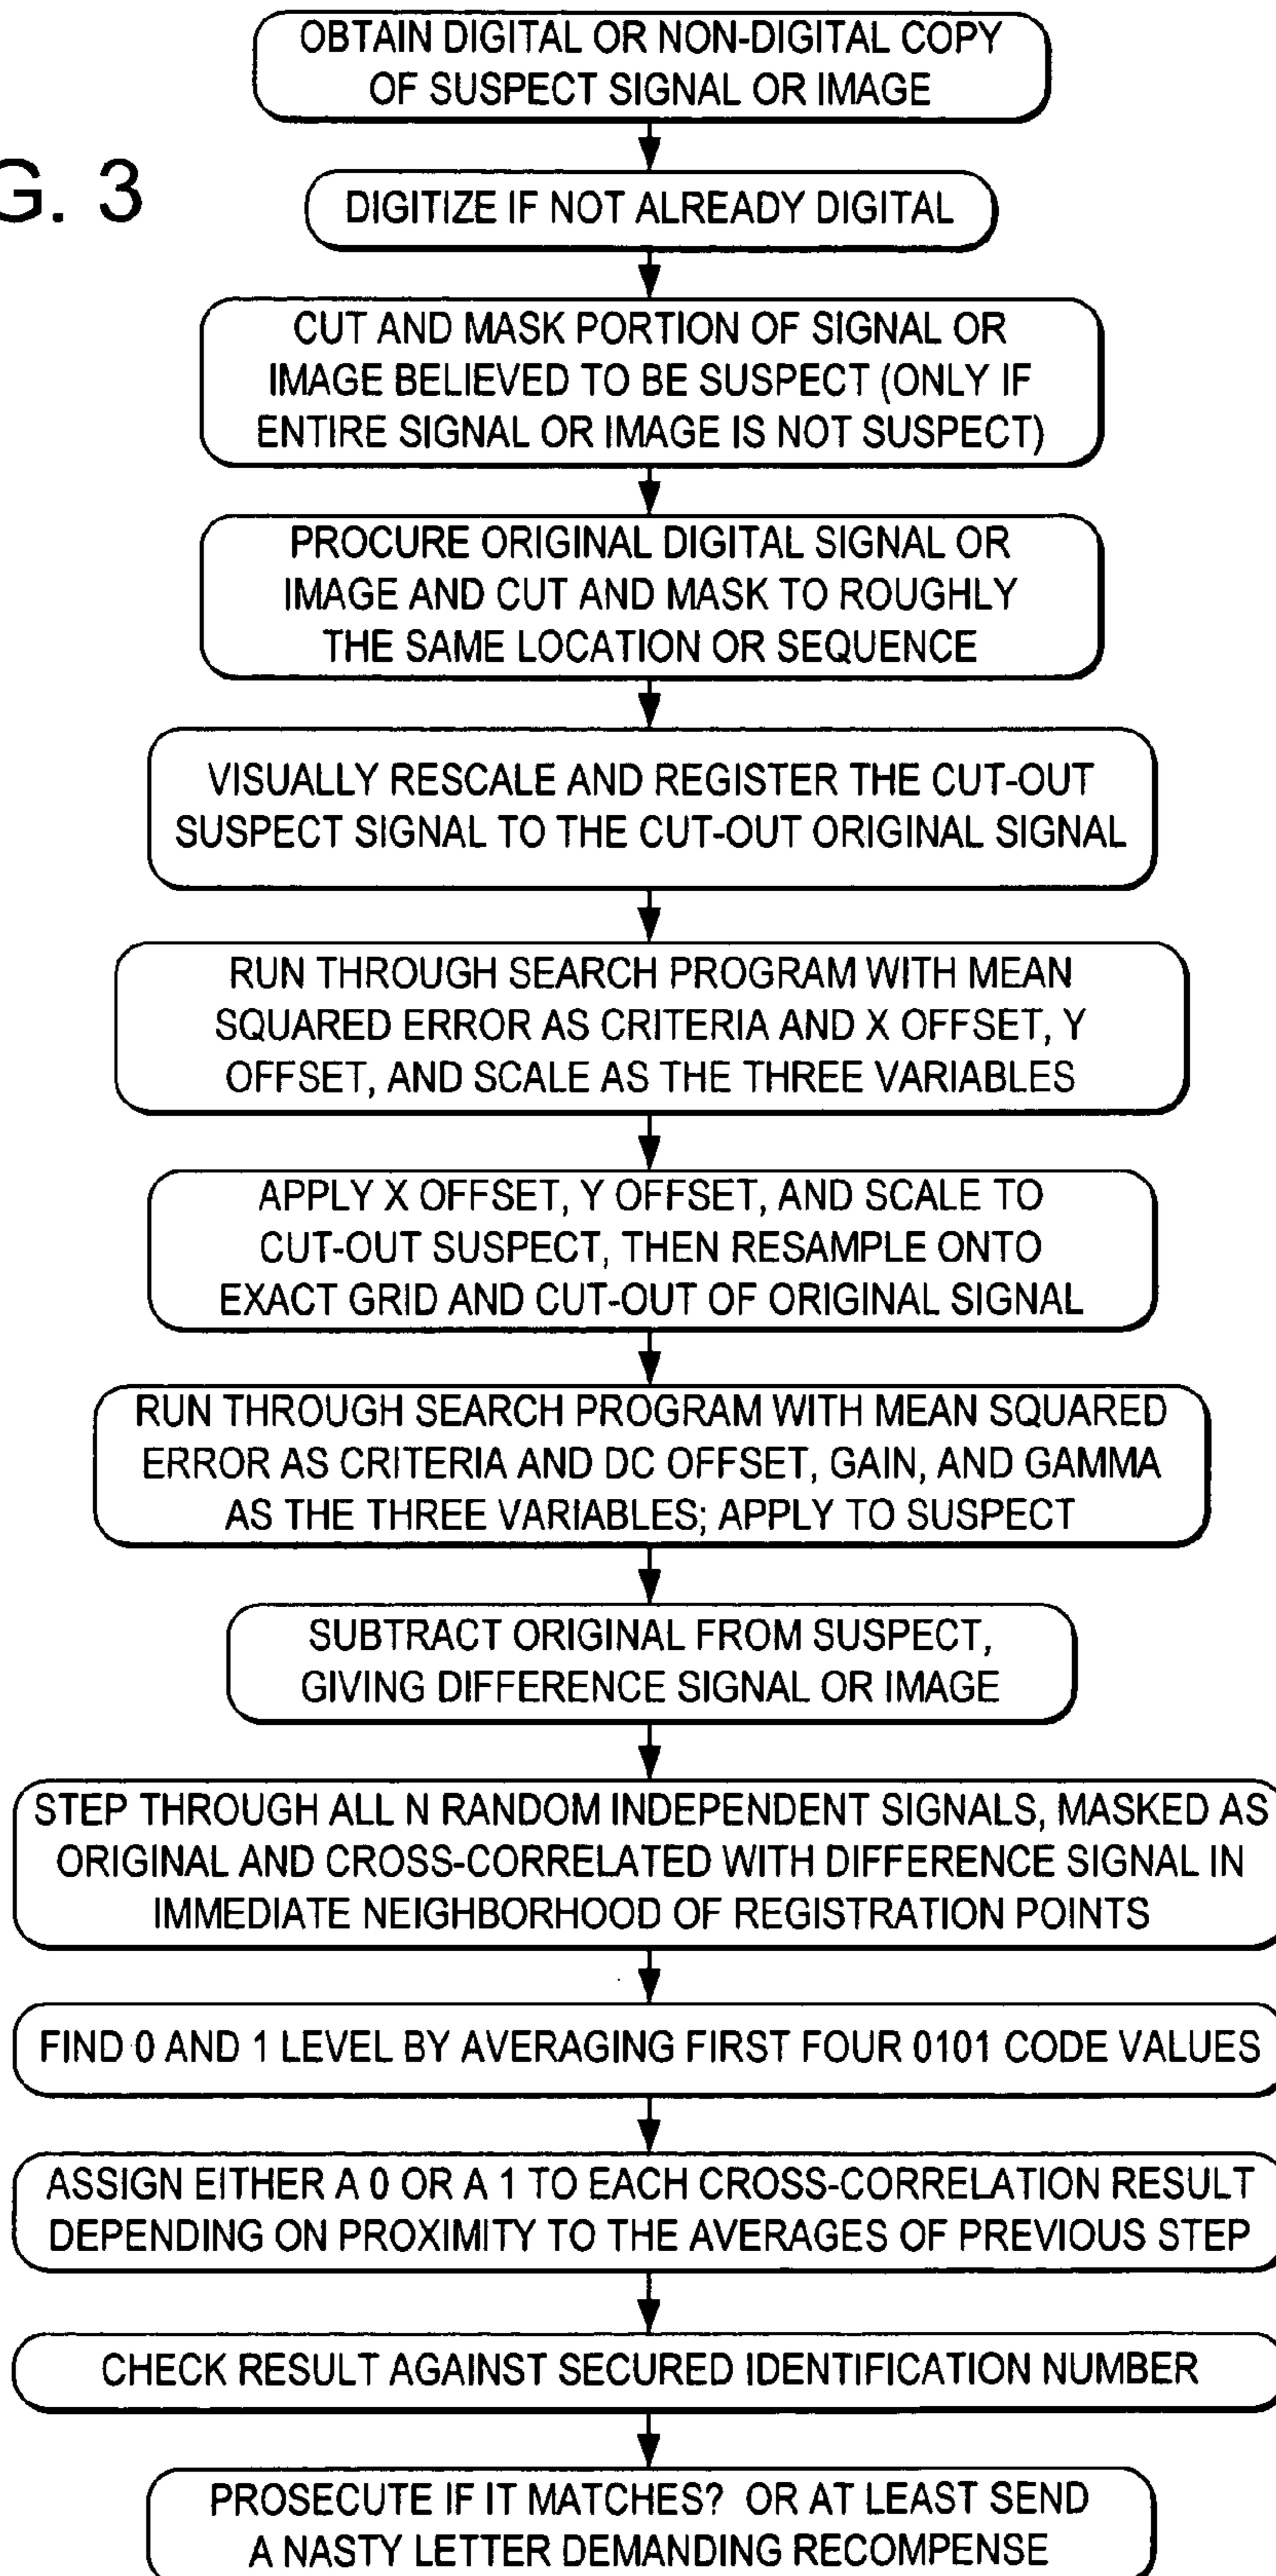 OBTAIN DIGITAL OR NON-DIGITAL COPY
OF SUSPECT SIGNAL OR IMAGE
G. 3
DIGITIZE IF NOT ALREADY DIGITAL
CUT AND MASK PORTION OF SIGNAL OR
IMAGE BELIEVED TO BE SUSPECT (ONLY IF
ENTIRE SIGNAL OR IMAGE IS NOT SUSPECT)
PROCURE ORIGINAL DIGITAL SIGNAL OR
IMAGE AND CUT AND MASK TO ROUGHLY
THE SAME LOCATION OR SEQUENCE
VISUALLY RESCALE AND REGISTER THE CUT-OUT
SUSPECT SIGNAL TO THE CUT-OUT ORIGINAL SIGNAL
RUN THROUGH SEARCH PROGRAM WITH MEAN
SQUARED ERROR AS CRITERIA AND X OFFSET, Y
OFFSET, AND SCALE AS THE THREE VARIABLES
APPLY X OFFSET, Y OFFSET, AND SCALE TO
CUT-OUT SUSPECT, THEN RESAMPLE ONTO
EXACT GRID AND CUT-OUT OF ORIGINAL SIGNAL
RUN THROUGH SEARCH PROGRAM WITH MEAN SQUARED
ERROR AS CRITERIA AND DC OFFSET, GAIN, AND GAMMA
AS THE THREE VARIABLES; APPLY TO SUSPECT
SUBTRACT ORIGINAL FROM SUSPECT,
GIVING DIFFERENCE SIGNAL OR IMAGE
STEP THROUGH ALL N RANDOM INDEPENDENT SIGNALS, MASKED AS
ORIGINAL AND CROSS-CORRELATED WITH DIFFERENCE SIGNAL IN
IMMEDIATE NEIGHBORHOOD OF REGISTRATION POINTS
FIND 0 AND 1 LEVEL BY AVERAGING FIRST FOUR 0101 CODE VALUES
ASSIGN EITHER A 0 OR A 1 TO EACH CROSS-CORRELATION RESULT
DEPENDING ON PROXIMITY TO THE AVERAGES OF PREVIOUS STEP
CHECK RESULT AGAINST SECURED IDENTIFICATION NUMBER
PROSECUTE IF IT MATCHES? OR AT LEAST SEND
A NASTY LETTER DEMANDING RECOMPENSE